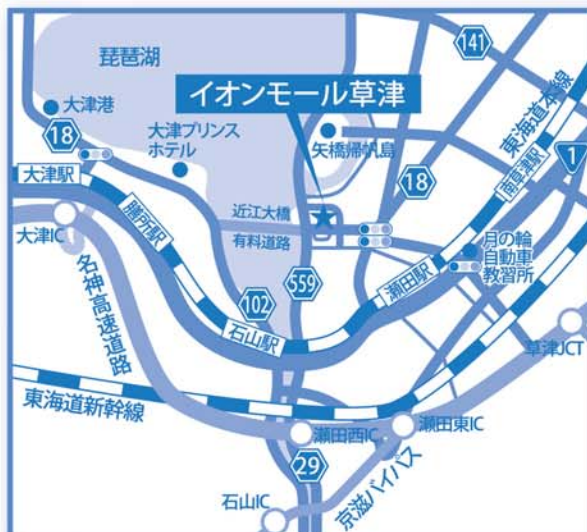 琵琶湖
141
イオンモール草津
東海道本線
大津港
18
大津プリンス
ホテル
矢橋帰帆島
18
南草津駅
1
大津駅
膳所駅
近江大橋
有料道路
大津IC
月の輪
自動車
教習所
瀬田駅
名神高速道路
102
559
石山駅
草津JCT
東海道新幹線
瀬田西IC
瀬田東IC
29
京滋バイパス
石山IC